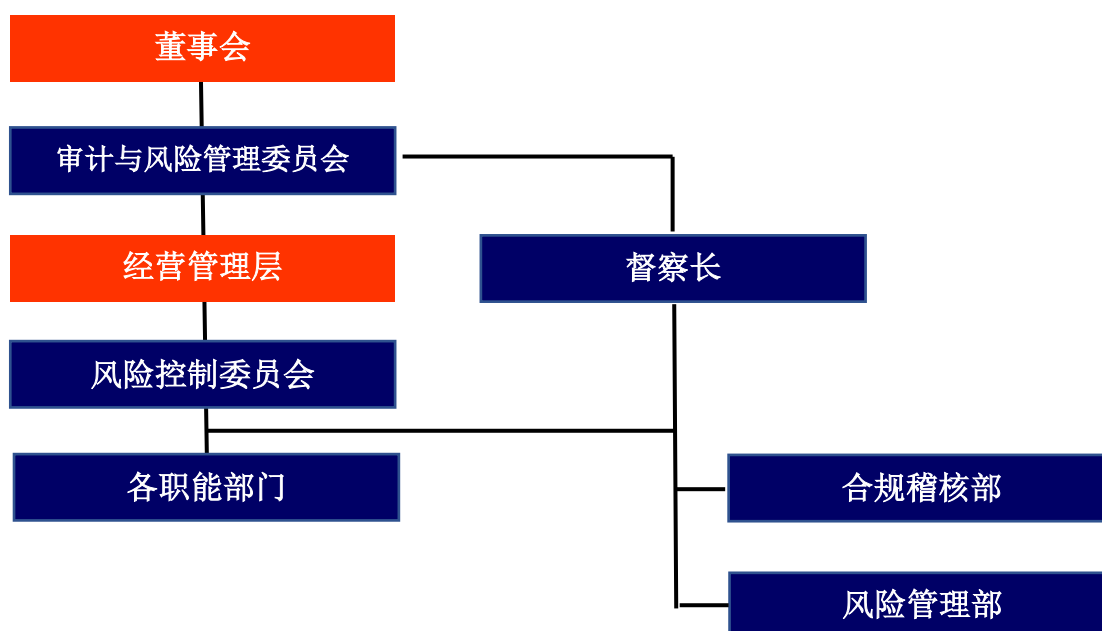 董事会
审计与风险管理委员会
经营管理层
督察长
风险控制委员会
各职能部门
合规稽核部
风险管理部